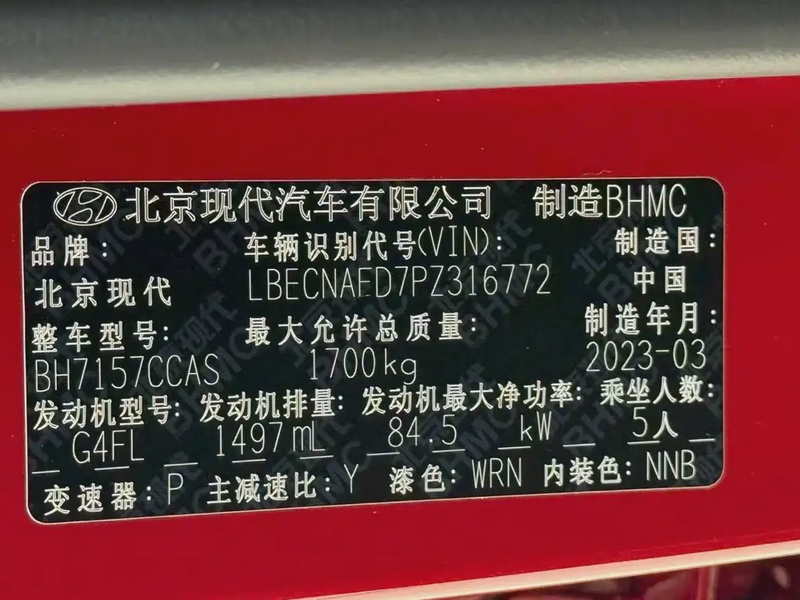 北京现代汽车有限公司 制造BHMC
品牌: 车辆识别代号(VIN): 制造国:
北京现代 LBECNAFD7PZ316772 中国
整车型号: 最大允许总质量: 制造年月:
BH7157CCAS 1700kg 2023-03
发动机型号: 发动机排量: 发动机最大净功率: 乘坐人数:
G4FL 1497mL 84.5 kW 5人
变速器: P 主减速比: Y 漆色: WRN 内装色: NNB